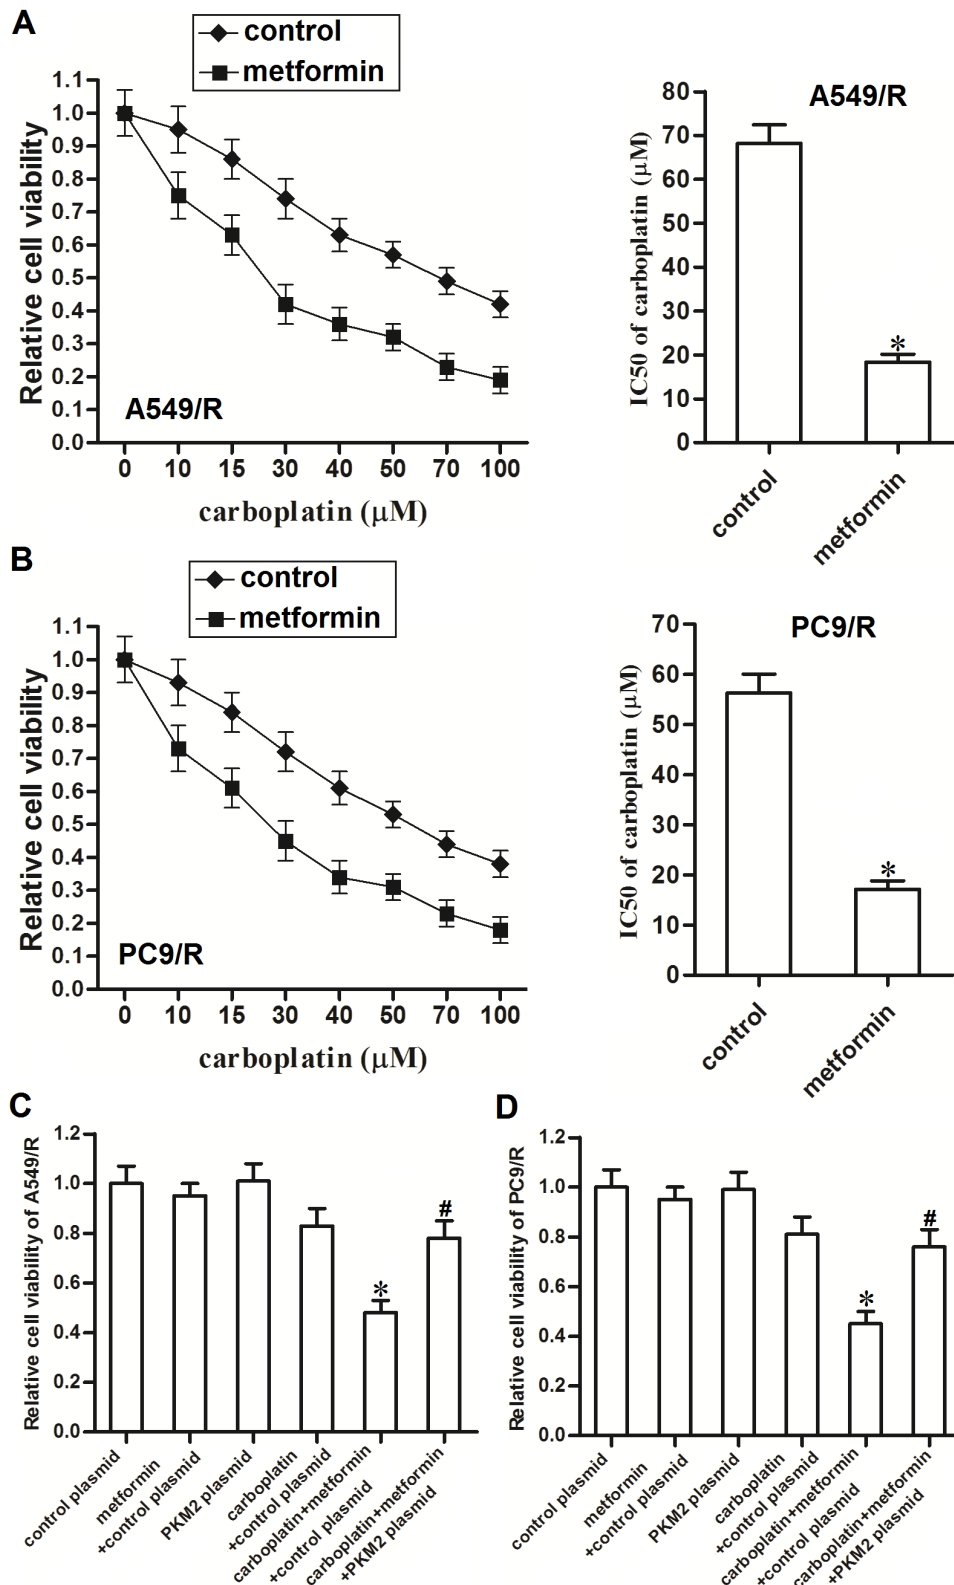 A
control
metformin
1.1
1.0
0.9
0.8
0.7
0.6
0.5
0.4
0.3
0.2
0.1
0.0
Relative cell viability
A549/R
0 10 15 30 40 50 70 100
carboplatin (μM)
80
70
60
50
40
30
20
10
0
IC50 of carboplatin (μM)
A549/R
*
control
metformin
B
control
metformin
1.1
1.0
0.9
0.8
0.7
0.6
0.5
0.4
0.3
0.2
0.1
0.0
Relative cell viability
PC9/R
0 10 15 30 40 50 70 100
carboplatin (μM)
70
60
50
40
30
20
10
0
IC50 of carboplatin (μM)
PC9/R
*
control
metformin
C
1.2
1.0
0.8
0.6
0.4
0.2
0.0
Relative cell viability of A549/R
*
#
control plasmid
metformin
+control plasmid
PKM2 plasmid
carboplatin
+control plasmid
carboplatin+metformin
+control plasmid
carboplatin+metformin
+PKM2 plasmid
D
1.2
1.0
0.8
0.6
0.4
0.2
0.0
Relative cell viability of PC9/R
*
#
control plasmid
metformin
+control plasmid
PKM2 plasmid
carboplatin
+control plasmid
carboplatin+metformin
+control plasmid
carboplatin+metformin
+PKM2 plasmid